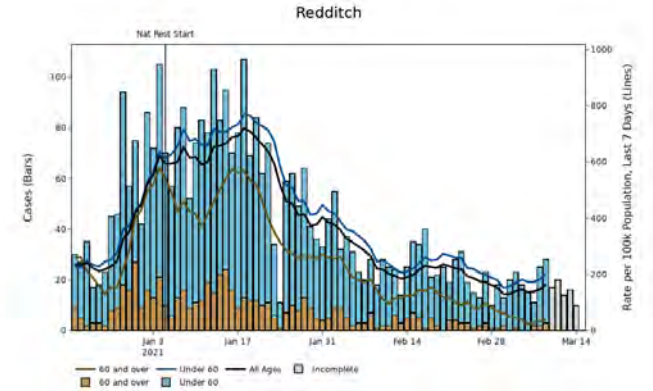 Redditch
Nat Rest Start
Cases (Bars)
100
80
60
40
20
0
Rate per 100k Population, Last 7 Days (Lines)
1000
800
600
400
200
0
Jan 3
2021
Jan 17
Jan 31
Feb 14
Feb 28
Mar 14
60 and over Under 60 All Ages Incomplete
60 and over Under 60